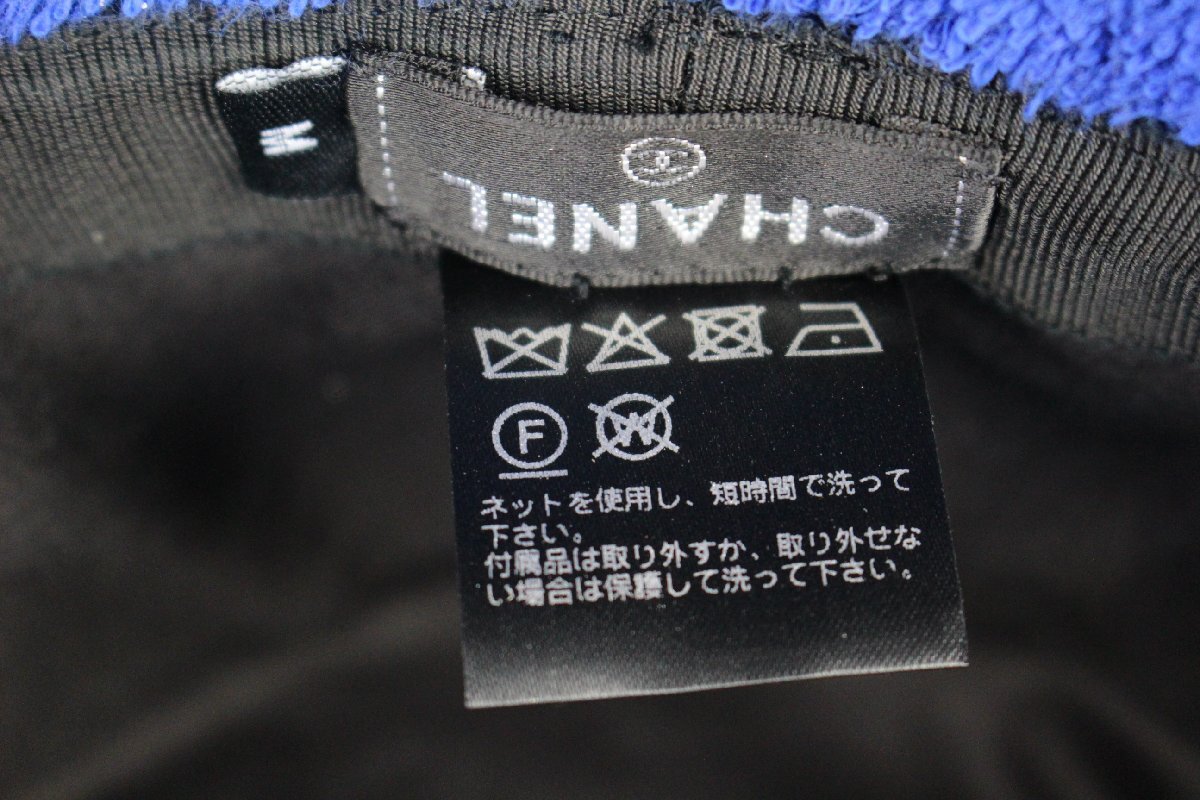 M
CHANEL
F
W
ネットを使用し、短時間で洗って
下さい。
付属品は取り外すか、取り外せな
い場合は保護して洗って下さい。